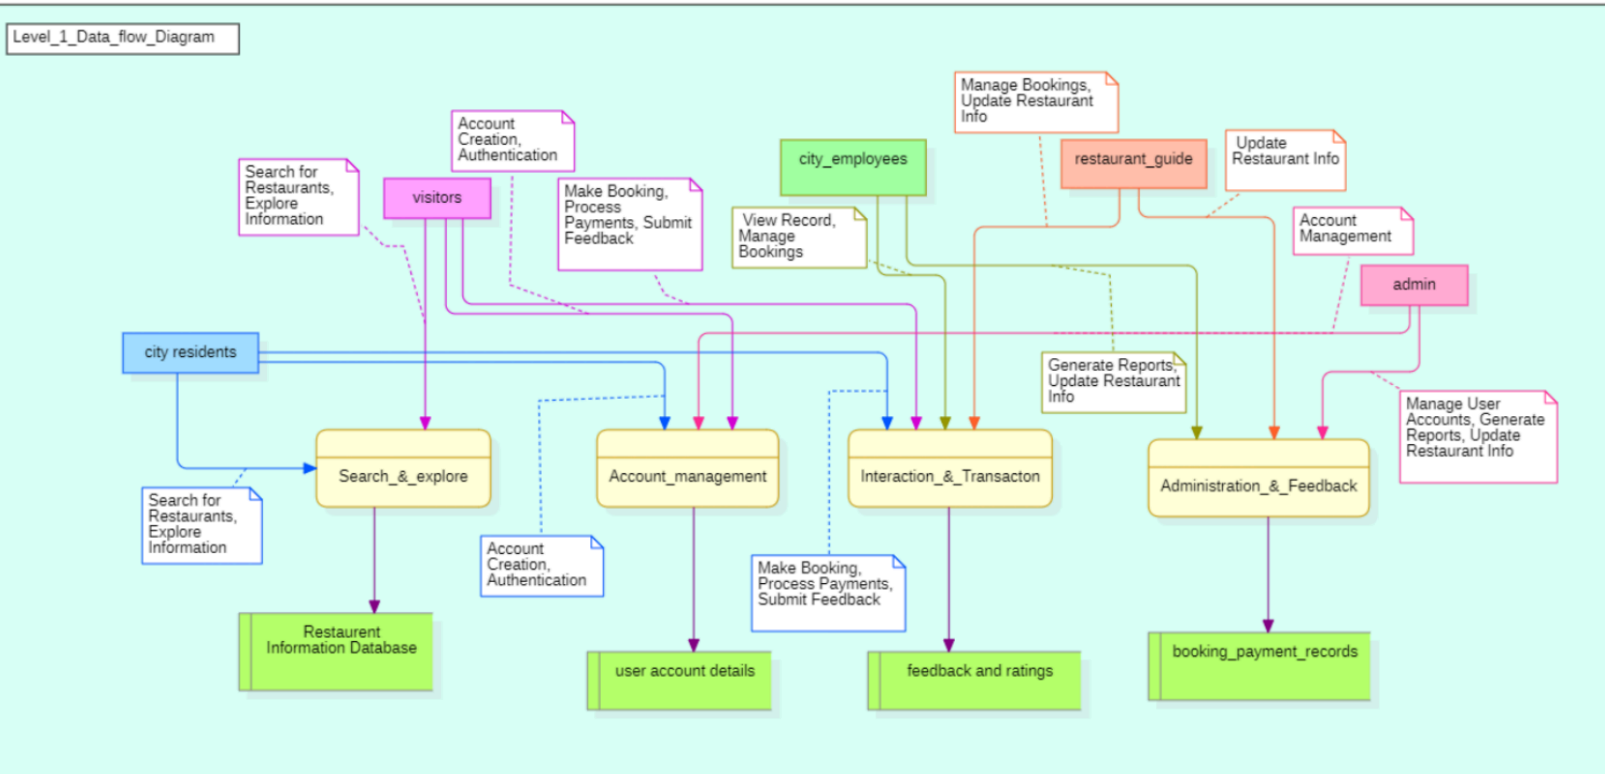 Level_1_Data_flow_Diagram
Manage Bookings,
Update Restaurant
Info
Account
Creation,
Authentication
city_employees
restaurant_guide
Update
Restaurant Info
Search for
Restaurants,
Explore
Information
visitors
Make Booking,
Process
Payments, Submit
Feedback
View Record,
Manage
Bookings
Account
Management
admin
city residents
Generate Reports,
Update Restaurant
Info
Manage User
Accounts, Generate
Reports, Update
Restaurant Info
Search_&_explore
Account_management
Interaction_&_Transacton
Administration_&_Feedback
Search for
Restaurants,
Explore
Information
Account
Creation,
Authentication
Make Booking,
Process Payments,
Submit Feedback
Restaurent
Information Database
user account details
feedback and ratings
booking_payment_records